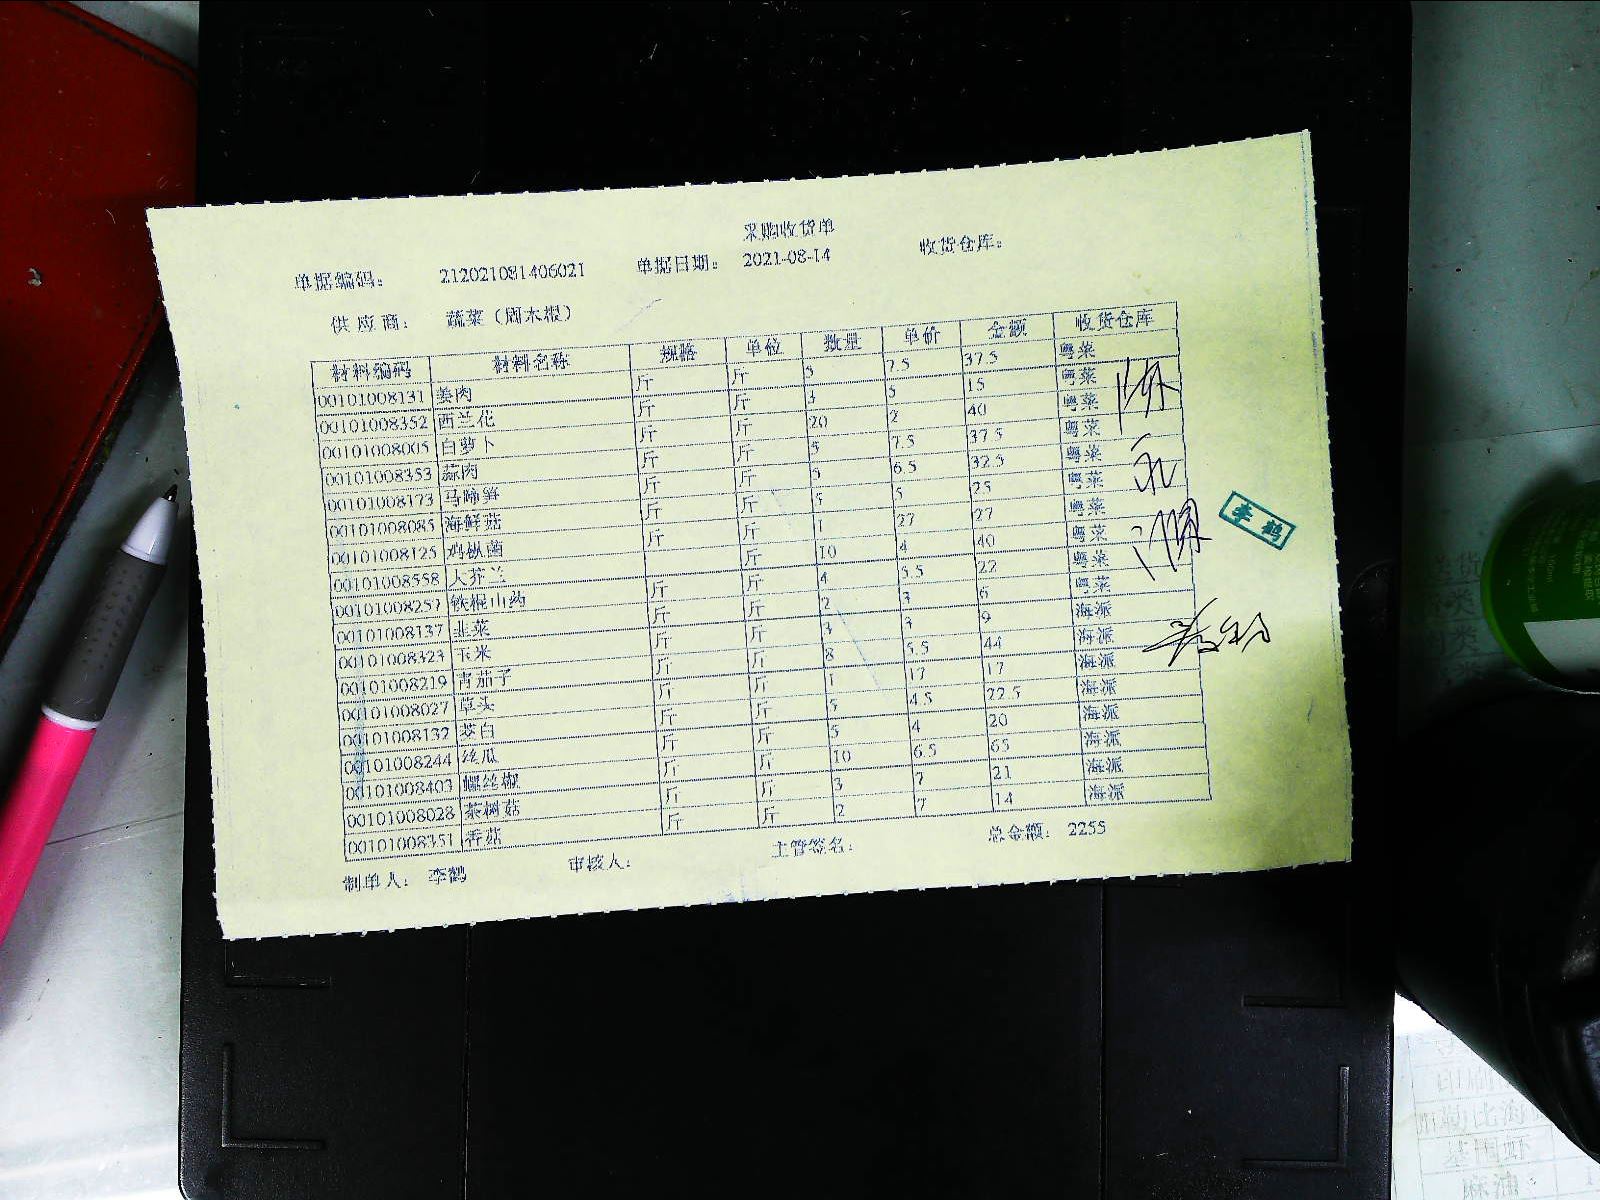 采购收货单
单据编码： 212021081406021 单据日期： 2021-08-14 收货仓库：
供应商： 蔬菜（周木根）
材料编码 材料名称 规格 单位 数量 单价 金额 收货仓库
00101008131 姜肉 斤 斤 5 7.5 37.5 粤菜
00101008352 西兰花 斤 斤 5 15 粤菜
00101008005 白萝卜 斤 斤 20 2 40 粤菜
00101008353 蒜肉 斤 斤 5 7.5 37.5 粤菜
00101008173 马蹄笋 斤 斤 5 6.5 32.5 粤菜
00101008085 海鲜菇 斤 斤 5 5 25 粤菜
00101008125 鸡枞菌 斤 斤 1 27 27 粤菜
00101008558 大芥兰 斤 10 4 40 粤菜
00101008257 铁棍山药 斤 斤 4 5.5 22 粤菜
00101008137 韭菜 斤 斤 2 3 6 粤菜
00101008323 玉米 斤 斤 3 3 9 海派
00101008219 青茄子 斤 斤 8 5.5 44 海派
00101008027 草头 斤 斤 1 17 17 海派
00101008132 茭白 斤 斤 5 4.5 22.5 海派
00101008244 丝瓜 斤 斤 5 4 20 海派
00101008403 螺丝椒 斤 斤 10 6.5 65 海派
00101008028 茶树菇 斤 斤 3 7 21 海派
00101008351 香菇 斤 斤 2 7 14 海派
制单人： 李鹤 审核人： 主管签名： 总金额： 2255
李鹤